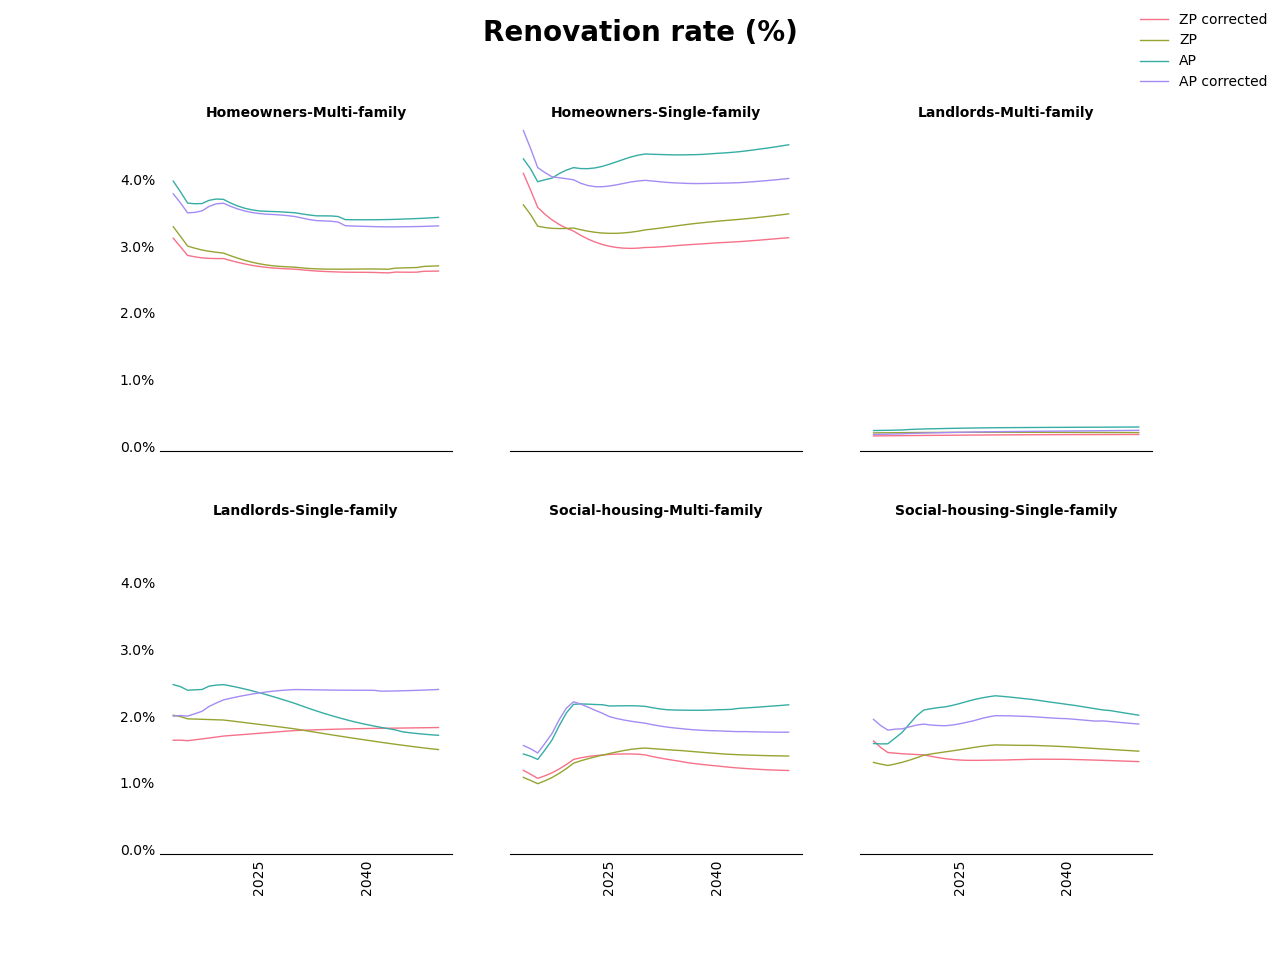 Renovation rate (%)
ZP corrected
ZP
AP
AP corrected
Homeowners-Multi-family
Homeowners-Single-family
Landlords-Multi-family
4.0%
3.0%
2.0%
1.0%
0.0%
Landlords-Single-family
Social-housing-Multi-family
Social-housing-Single-family
4.0%
3.0%
2.0%
1.0%
0.0%
2025
2040
2025
2040
2025
2040